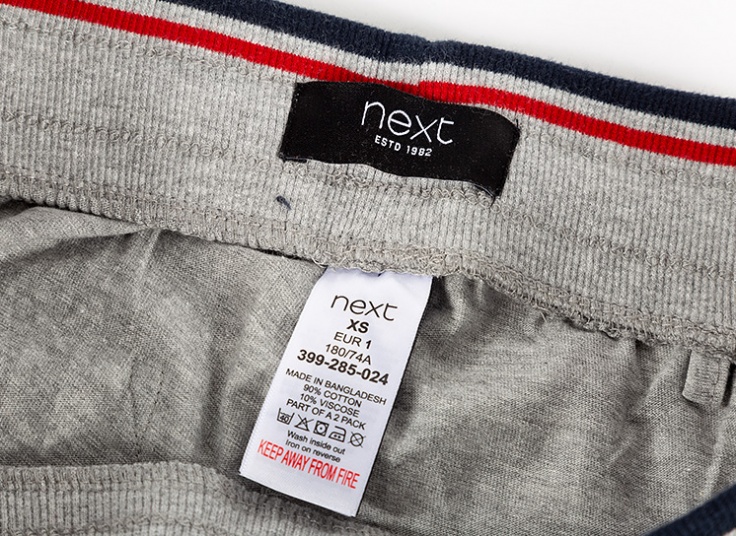 next
ESTD 1982
next
XS
EUR 1
180/74A
399-285-024
MADE IN BANGLADESH
90% COTTON
10% VISCOSE
PART OF A 2 PACK
40
Wash inside out
Iron on reverse
KEEP AWAY FROM FIRE